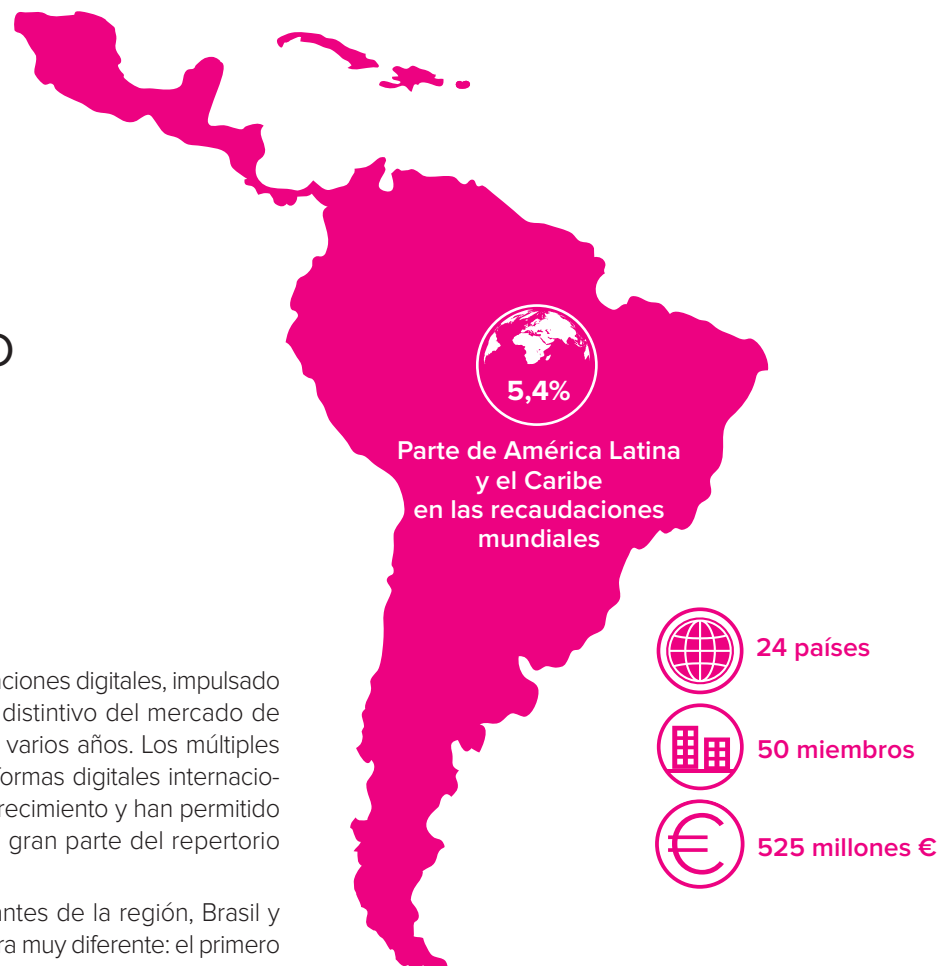 o
5,4%
Parte de América Latina
y el Caribe
en las recaudaciones
mundiales
24 países
50 miembros
525 millones €
aciones digitales, impulsado
distintivo del mercado de
varios años. Los múltiples
formas digitales internacio-
recimiento y han permitido
gran parte del repertorio
antes de la región, Brasil y
ra muy diferente: el primero